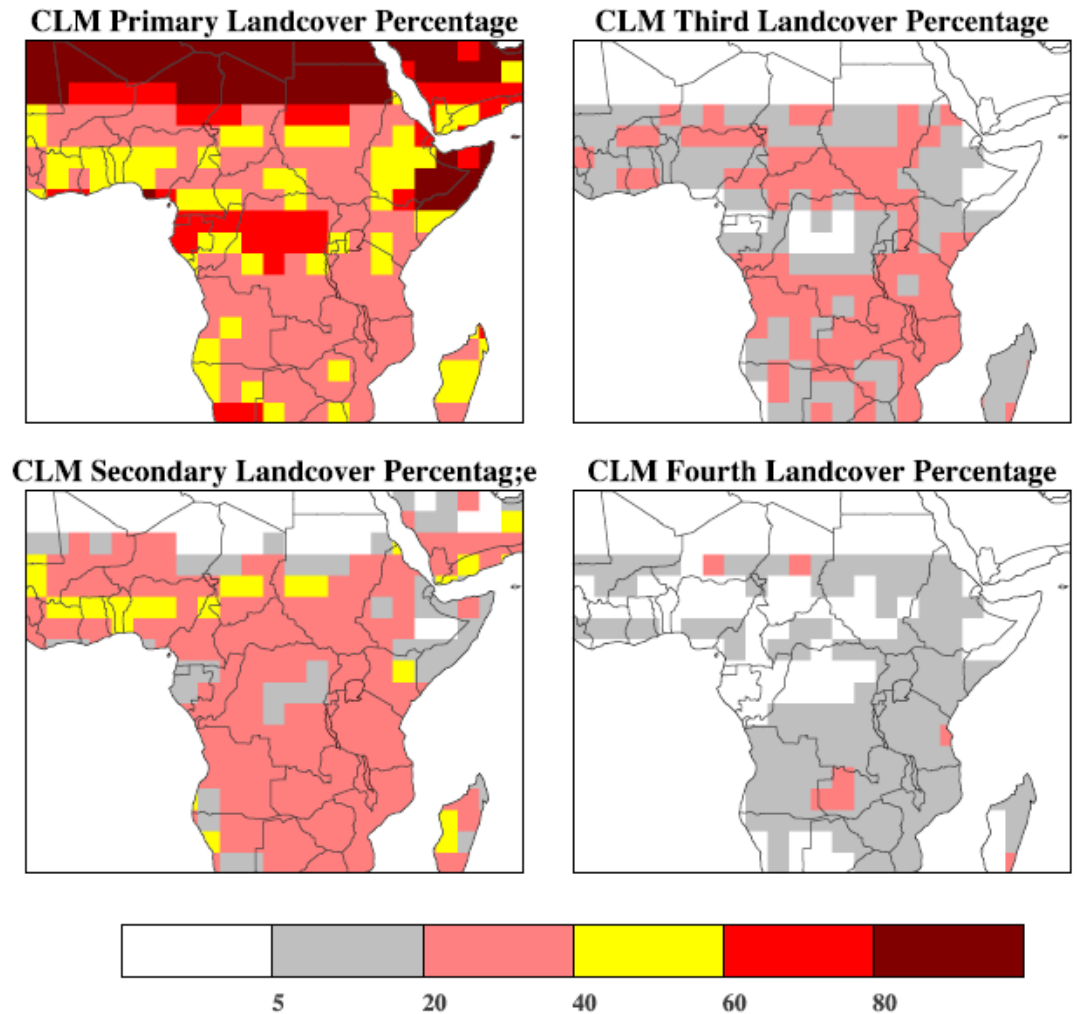 CLM Primary Landcover Percentage
CLM Third Landcover Percentage
CLM Secondary Landcover Percentag;e
CLM Fourth Landcover Percentage
5 20 40 60 80